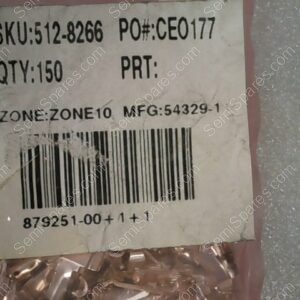 SKU:512-8266 PO#:CEO177
QTY:150 PRT:
ZONE:ZONE10 MFG:54329-1
879251-00+1+1